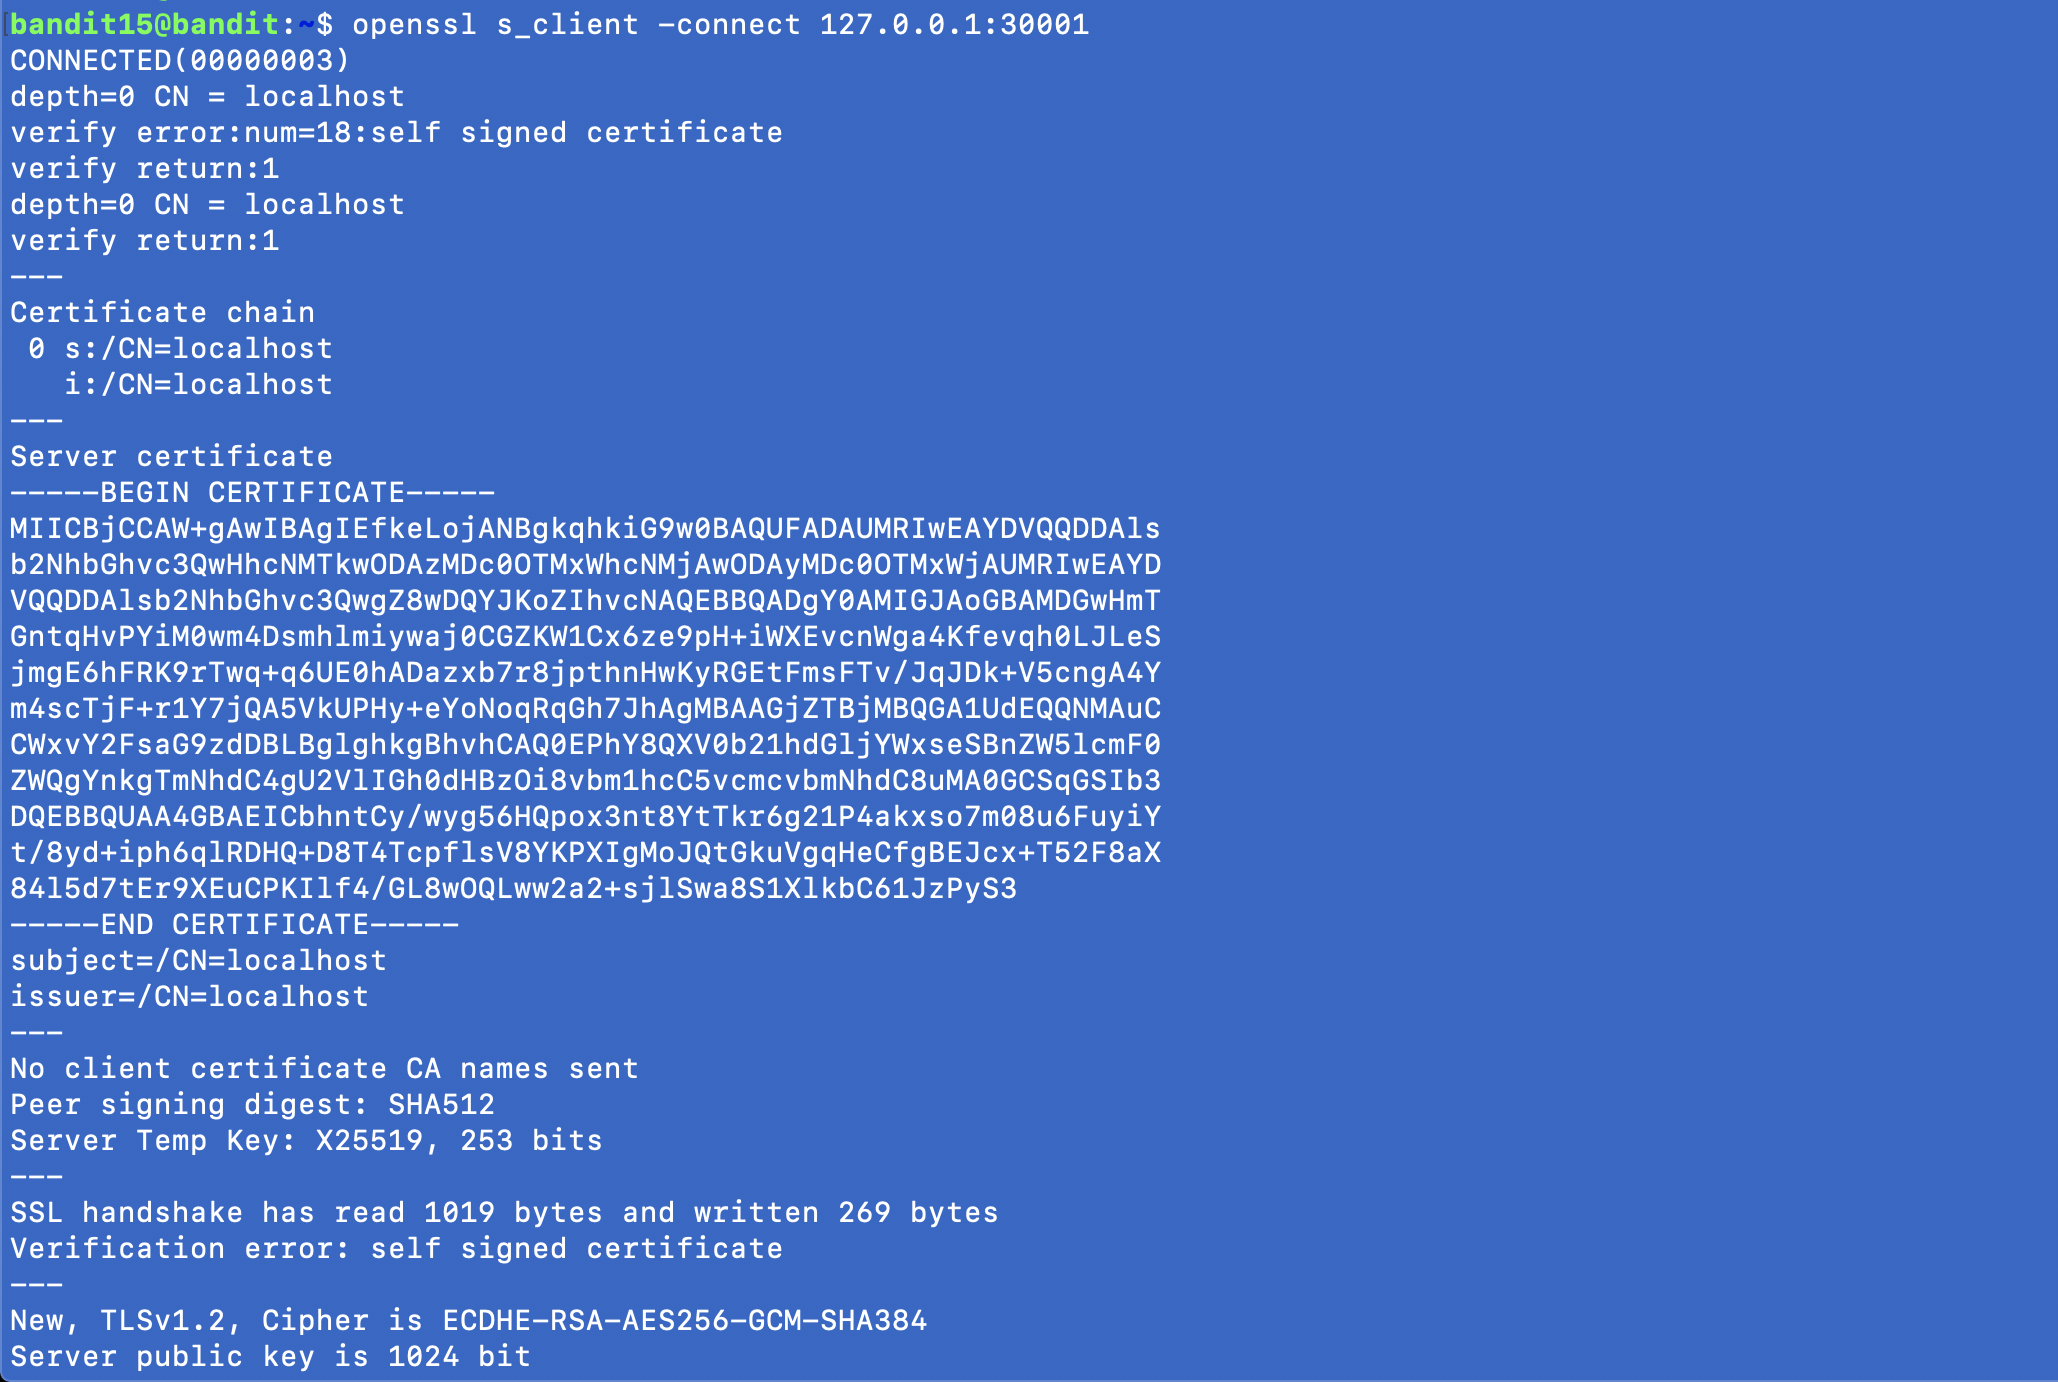 bandit15@bandit:~$ openssl s_client -connect 127.0.0.1:30001
CONNECTED(00000003)
depth=0 CN = localhost
verify error:num=18:self signed certificate
verify return:1
depth=0 CN = localhost
verify return:1
---
Certificate chain
 0 s:/CN=localhost
   i:/CN=localhost
---
Server certificate
-----BEGIN CERTIFICATE-----
MIICBjCCAW+gAwIBAgIEfkeLojANBgkqhkiG9w0BAQUFADAUMRIwEAYDVQQDDAls
b2NhbGhvc3QwHhcNMTkwODAzMDc0OTMxWhcNMjAwODAyMDc0OTMxWjAUMRIwEAYD
VQQDDAlsb2NhbGhvc3QwgZ8wDQYJKoZIhvcNAQEBBQADgY0AMIGJAoGBAMDGwHmT
GntqHvPYiM0wm4Dsmhlmiywaj0CGZKW1Cx6ze9pH+iWXEvcnWga4Kfevqh0LJLeS
jmgE6hFRK9rTwq+q6UE0hADazxb7r8jpthnHwKyRGEtFmsFTv/JqJDk+V5cngA4Y
m4scTjF+r1Y7jQA5VkUPHy+eYoNoqRqGh7JhAgMBAAGjZTBjMBQGA1UdEQQNMAuC
CWxvY2FsaG9zdDBLBglghkgBhvhCAQ0EPhY8QXV0b21hdGljYWxseSBnZW5lcmF0
ZWQgYnkgTmNhdC4gU2VlIGh0dHBzOi8vbm1hcC5vcmcvbmNhdC8uMA0GCSqGSIb3
DQEBBQUAA4GBAEICbhntCy/wyg56HQpox3nt8YtTkr6g21P4akxso7m08u6FuyiY
t/8yd+iph6qlRDHQ+D8T4TcpflsV8YKPXIgMoJQtGkuVgqHeCfgBEJcx+T52F8aX
84l5d7tEr9XEuCPKIlf4/GL8wOQLww2a2+sjlSwa8S1XlkbC61JzPyS3
-----END CERTIFICATE-----
subject=/CN=localhost
issuer=/CN=localhost
---
No client certificate CA names sent
Peer signing digest: SHA512
Server Temp Key: X25519, 253 bits
---
SSL handshake has read 1019 bytes and written 269 bytes
Verification error: self signed certificate
---
New, TLSv1.2, Cipher is ECDHE-RSA-AES256-GCM-SHA384
Server public key is 1024 bit